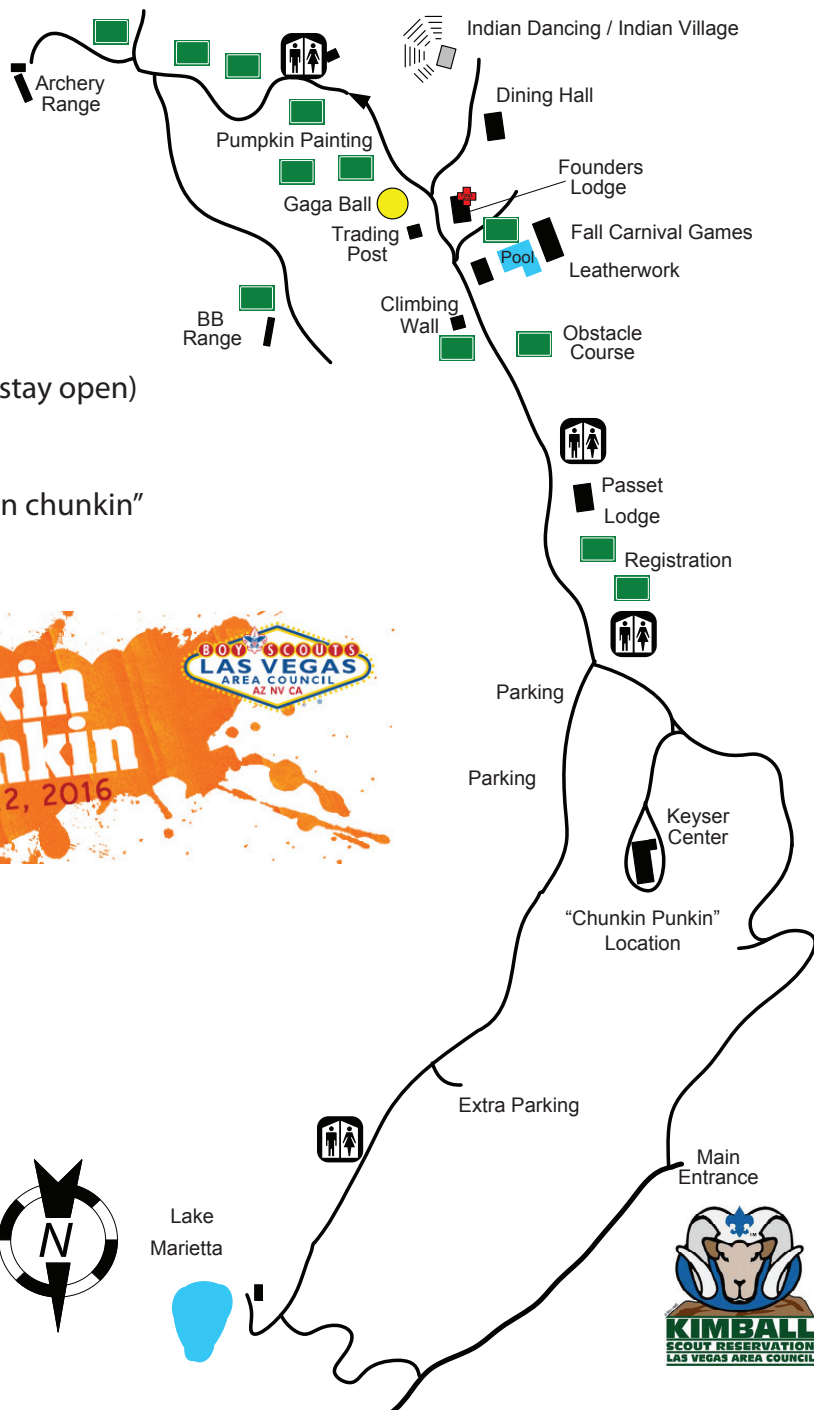 Indian Dancing / Indian Village
Archery
Range
Dining Hall
Pumpkin Painting
Founders
Lodge
Gaga Ball
Trading
Post
Fall Carnival Games
Pool
Leatherwork
BB
Range
Climbing
Wall
Obstacle
Course
stay open)
n chunkin”
Passet
Lodge
Registration
kin
nkin
2, 2016
BOY SCOUTS
LAS VEGAS
AREA COUNCIL
AZ NV CA
Parking
Parking
Keyser
Center
“Chunkin Punkin”
Location
Extra Parking
Main
Entrance
N
Lake
Marietta
KIMBALL
SCOUT RESERVATION
LAS VEGAS AREA COUNCIL